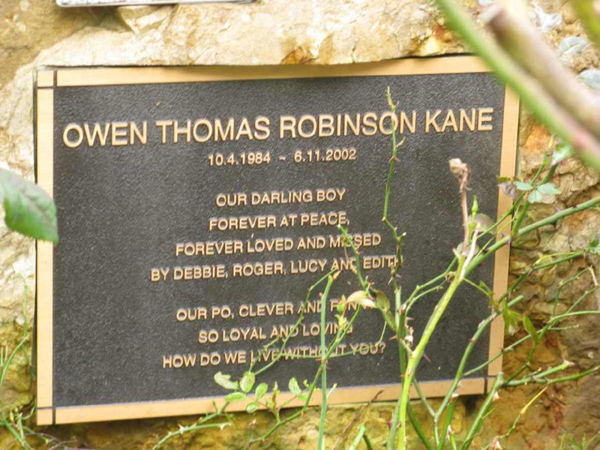 OWEN THOMAS ROBINSON KANE
10.4.1984 ~ 6.11.2002
OUR DARLING BOY
FOREVER AT PEACE,
FOREVER LOVED AND MISSED
BY DEBBIE, ROGER, LUCY AND EDITH
OUR PO, CLEVER AND
SO LOYAL AND LOVING
HOW DO WE LIVE WITHOUT YOU?